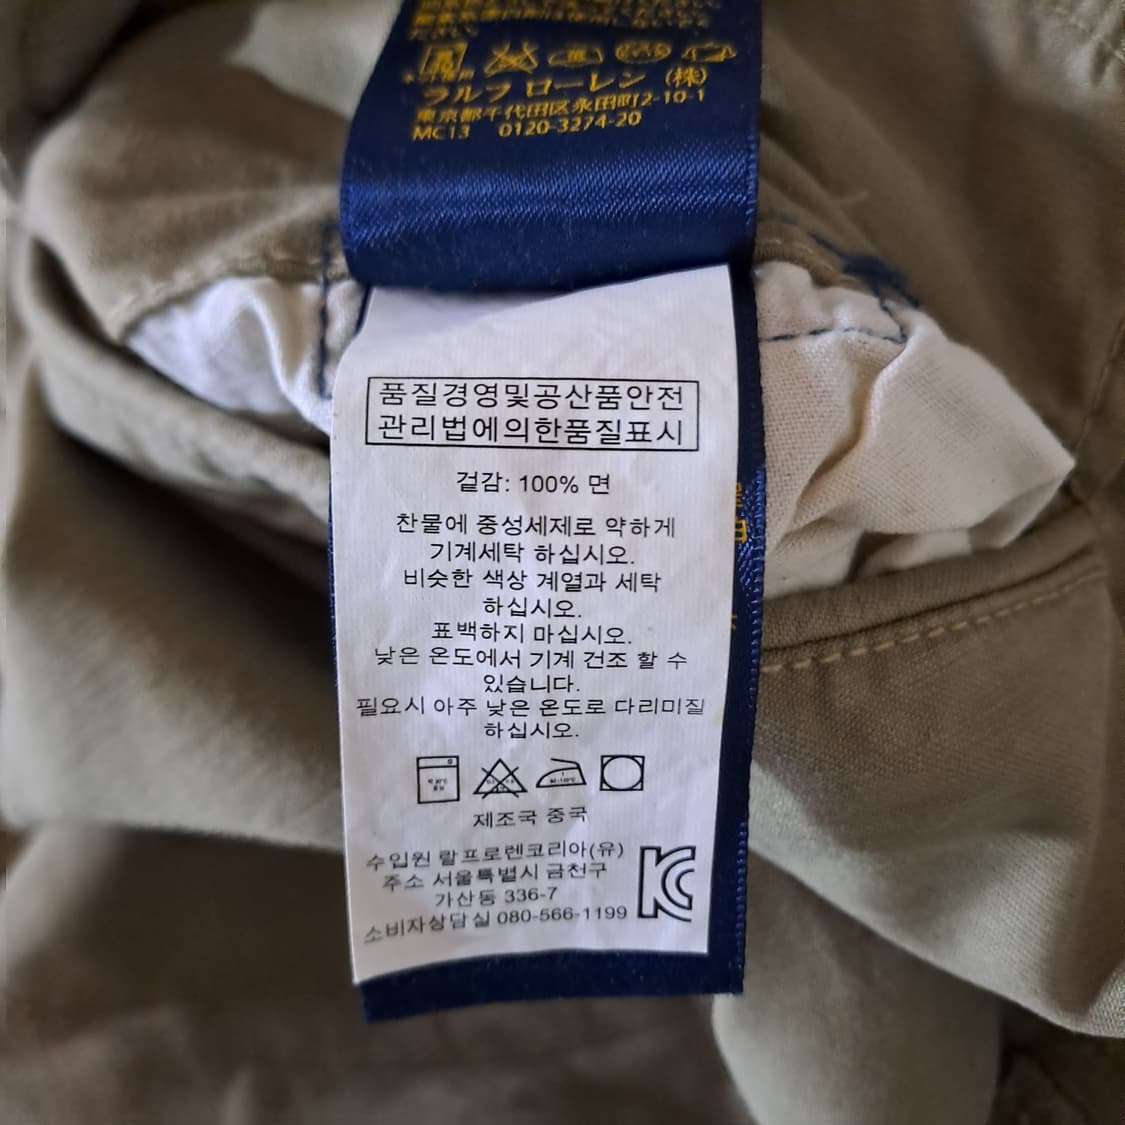 ラルフ ローレン (株)
東京都千代田区永田町2-10-1
MC13 0120-3274-20
품질경영및공산품안전
관리법에의한품질표시
겉감: 100% 면
찬물에 중성세제로 약하게
기계세탁 하십시오.
비슷한 색상 계열과 세탁
하십시오.
표백하지 마십시오.
낮은 온도에서 기계 건조 할 수
있습니다.
필요시 아주 낮은 온도로 다리미질
하십시오.
제조국 중국
수입원 랄프로렌코리아(유)
주소 서울특별시 금천구
가산동 336-7
소비자상담실 080-566-1199
KC